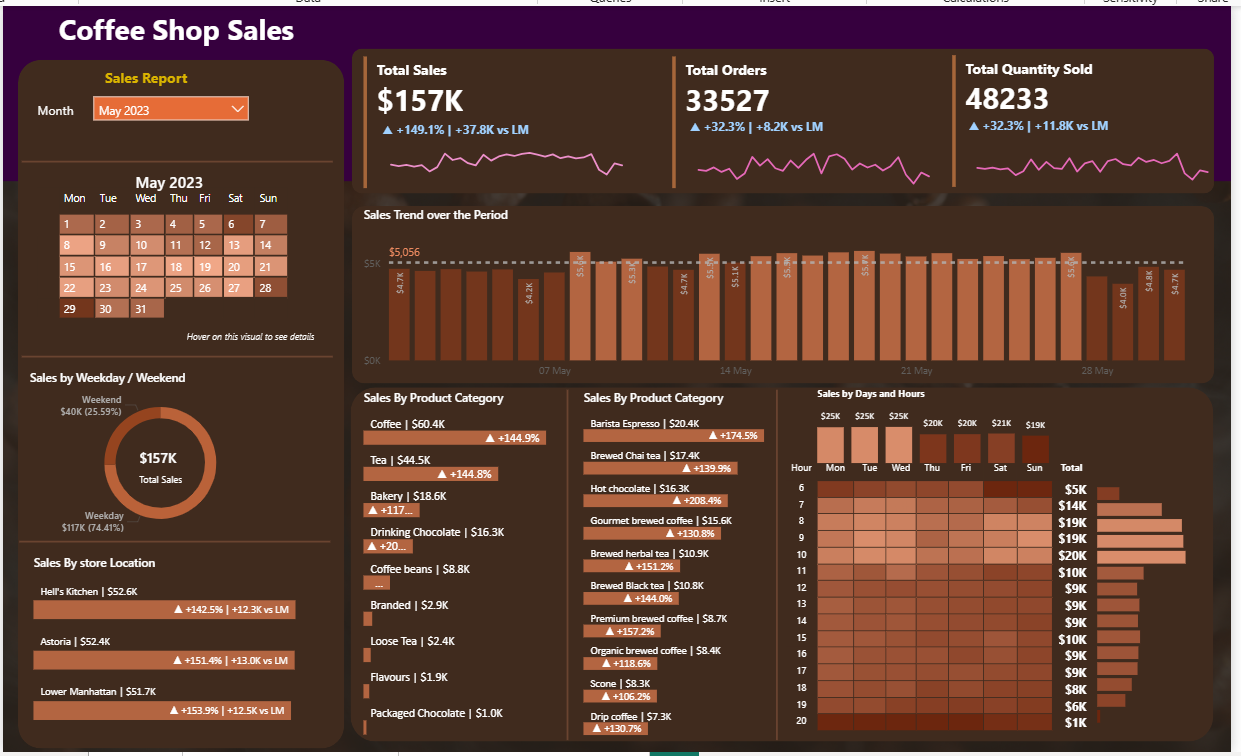 Data Queries Insert Calculations Sensitivity Share
Coffee Shop Sales
Sales Report
Month May 2023
May 2023
Mon Tue Wed Thu Fri Sat Sun
1 2 3 4 5 6 7
8 9 10 11 12 13 14
15 16 17 18 19 20 21
22 23 24 25 26 27 28
29 30 31
Hover on this visual to see details
Sales by Weekday / Weekend
Weekend
$40K (25.59%)
$157K
Total Sales
Weekday
$117K (74.41%)
Sales By store Location
Hell's Kitchen | $52.6K
▲ +142.5% | +12.3K vs LM
Astoria | $52.4K
▲ +151.4% | +13.0K vs LM
Lower Manhattan | $51.7K
▲ +153.9% | +12.5K vs LM
Total Sales
$157K
▲ +149.1% | +37.8K vs LM
Total Orders
33527
▲ +32.3% | +8.2K vs LM
Total Quantity Sold
48233
▲ +32.3% | +11.8K vs LM
Sales Trend over the Period
$5,056
$5K
$4.7K $4.2K $4.7K $5.1K $4.0K $4.8K $4.7K
$0K
07 May 14 May 21 May 28 May
Sales By Product Category
Coffee | $60.4K
▲ +144.9%
Tea | $44.5K
▲ +144.8%
Bakery | $18.6K
▲ +117...
Drinking Chocolate | $16.3K
▲ +20...
Coffee beans | $8.8K
...
Branded | $2.9K
Loose Tea | $2.4K
Flavours | $1.9K
Packaged Chocolate | $1.0K
Sales By Product Category
Barista Espresso | $20.4K
▲ +174.5%
Brewed Chai tea | $17.4K
▲ +139.9%
Hot chocolate | $16.3K
▲ +208.4%
Gourmet brewed coffee | $15.6K
▲ +130.8%
Brewed herbal tea | $10.9K
▲ +151.2%
Brewed Black tea | $10.8K
▲ +144.0%
Premium brewed coffee | $8.7K
▲ +157.2%
Organic brewed coffee | $8.4K
▲ +118.6%
Scone | $8.3K
▲ +106.2%
Drip coffee | $7.3K
▲ +130.7%
Sales by Days and Hours
$25K $25K $25K $20K $20K $21K $19K
Hour Mon Tue Wed Thu Fri Sat Sun Total
6 $5K
7 $14K
8 $19K
9 $19K
10 $20K
11 $10K
12 $9K
13 $9K
14 $9K
15 $10K
16 $9K
17 $9K
18 $8K
19 $6K
20 $1K